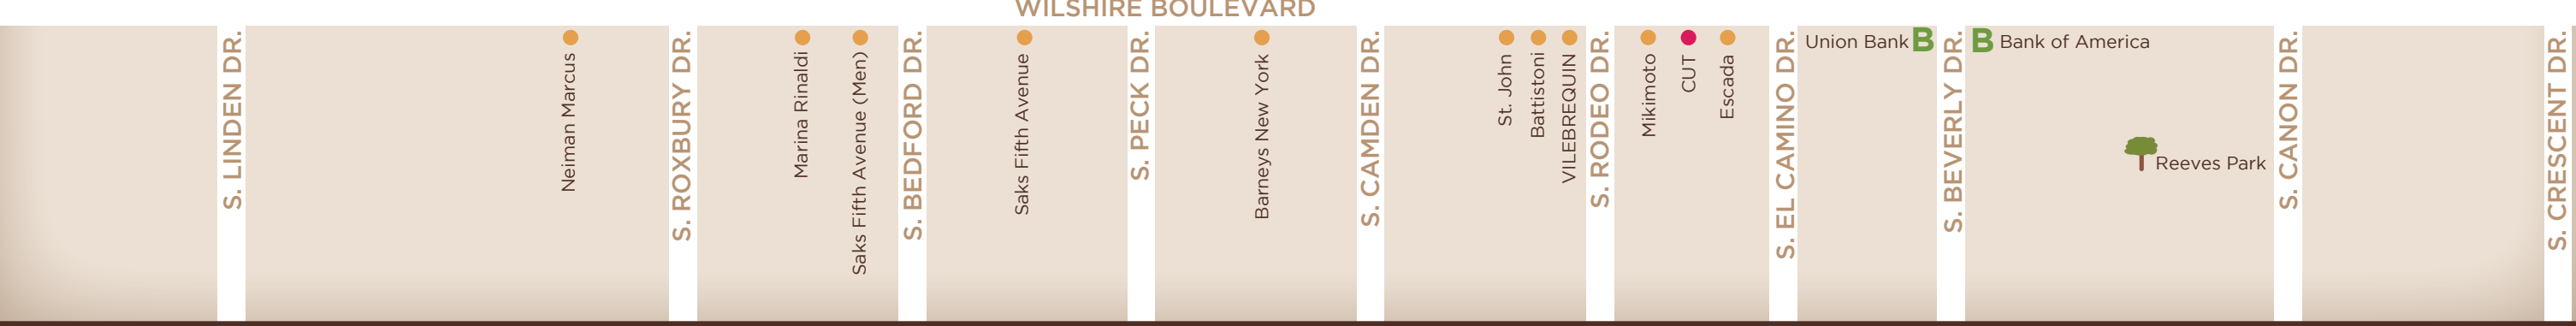 WILSHIRE BOULEVARD
S. LINDEN DR.
Neiman Marcus
S. ROXBURY DR.
Marina Rinaldi
Saks Fifth Avenue (Men)
S. BEDFORD DR.
Saks Fifth Avenue
S. PECK DR.
Barneys New York
S. CAMDEN DR.
St. John
Battistoni
VILEBREQUIN
S. RODEO DR.
Mikimoto
CUT
Escada
S. EL CAMINO DR.
Union Bank B
S. BEVERLY DR.
B Bank of America
Reeves Park
S. CANON DR.
S. CRESCENT DR.